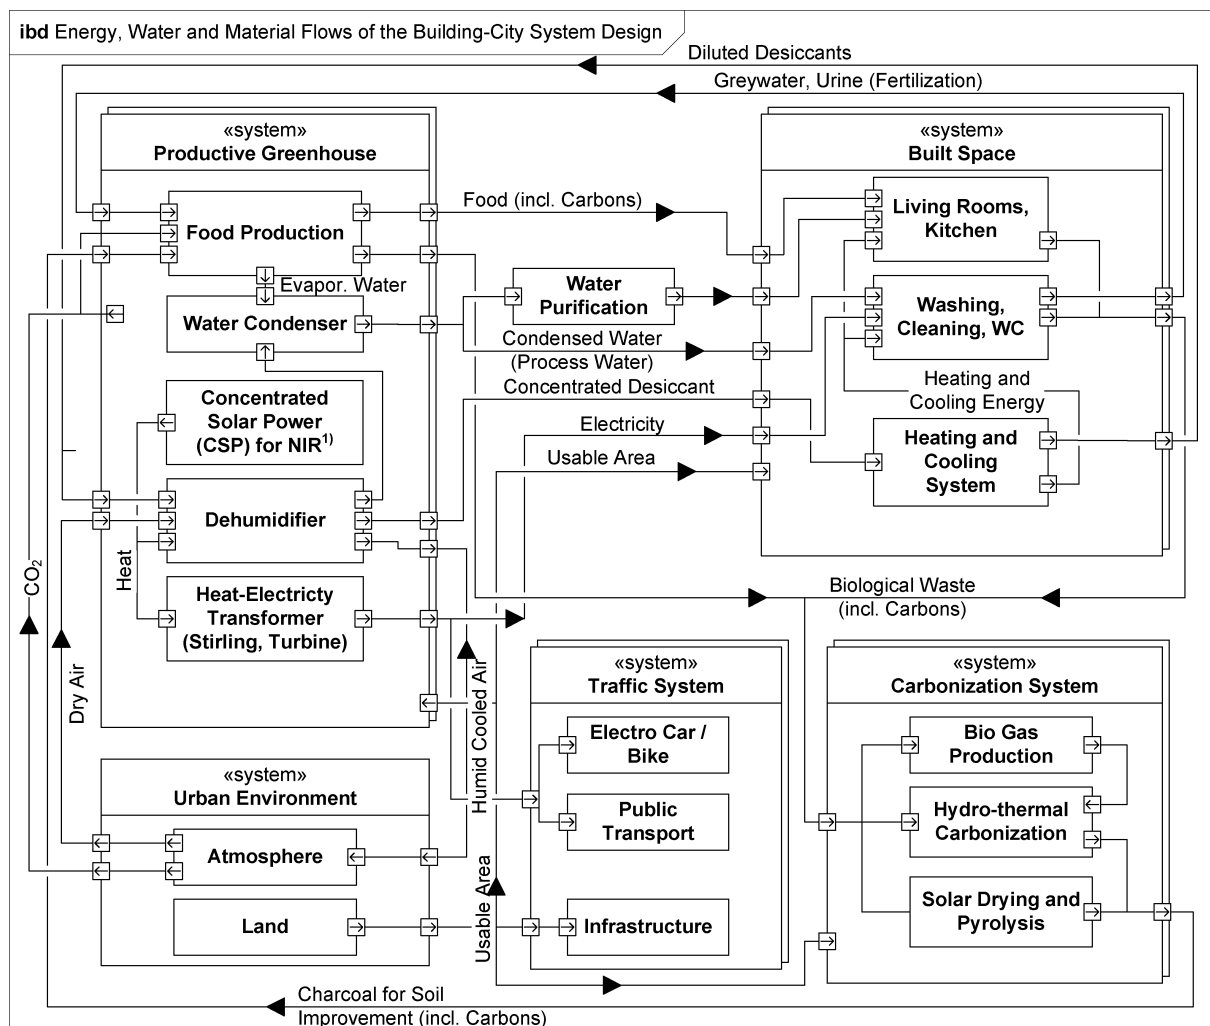 ibd Energy, Water and Material Flows of the Building-City System Design
Diluted Desiccants
Greywater, Urine (Fertilization)
«system»
Productive Greenhouse
Food Production
Evapor. Water
Water Condenser
Concentrated
Solar Power
(CSP) for NIR¹⁾
Dehumidifier
Heat
Heat-Electricty
Transformer
(Stirling, Turbine)
CO₂
Dry Air
Food (incl. Carbons)
Water
Purification
Condensed Water
(Process Water)
Concentrated Desiccant
Electricity
Usable Area
«system»
Built Space
Living Rooms,
Kitchen
Washing,
Cleaning, WC
Heating and
Cooling Energy
Heating and
Cooling
System
Biological Waste
(incl. Carbons)
Humid Cooled Air
Usable Area
«system»
Urban Environment
Atmosphere
Land
«system»
Traffic System
Electro Car /
Bike
Public
Transport
Infrastructure
«system»
Carbonization System
Bio Gas
Production
Hydro-thermal
Carbonization
Solar Drying and
Pyrolysis
Charcoal for Soil
Improvement (incl. Carbons)